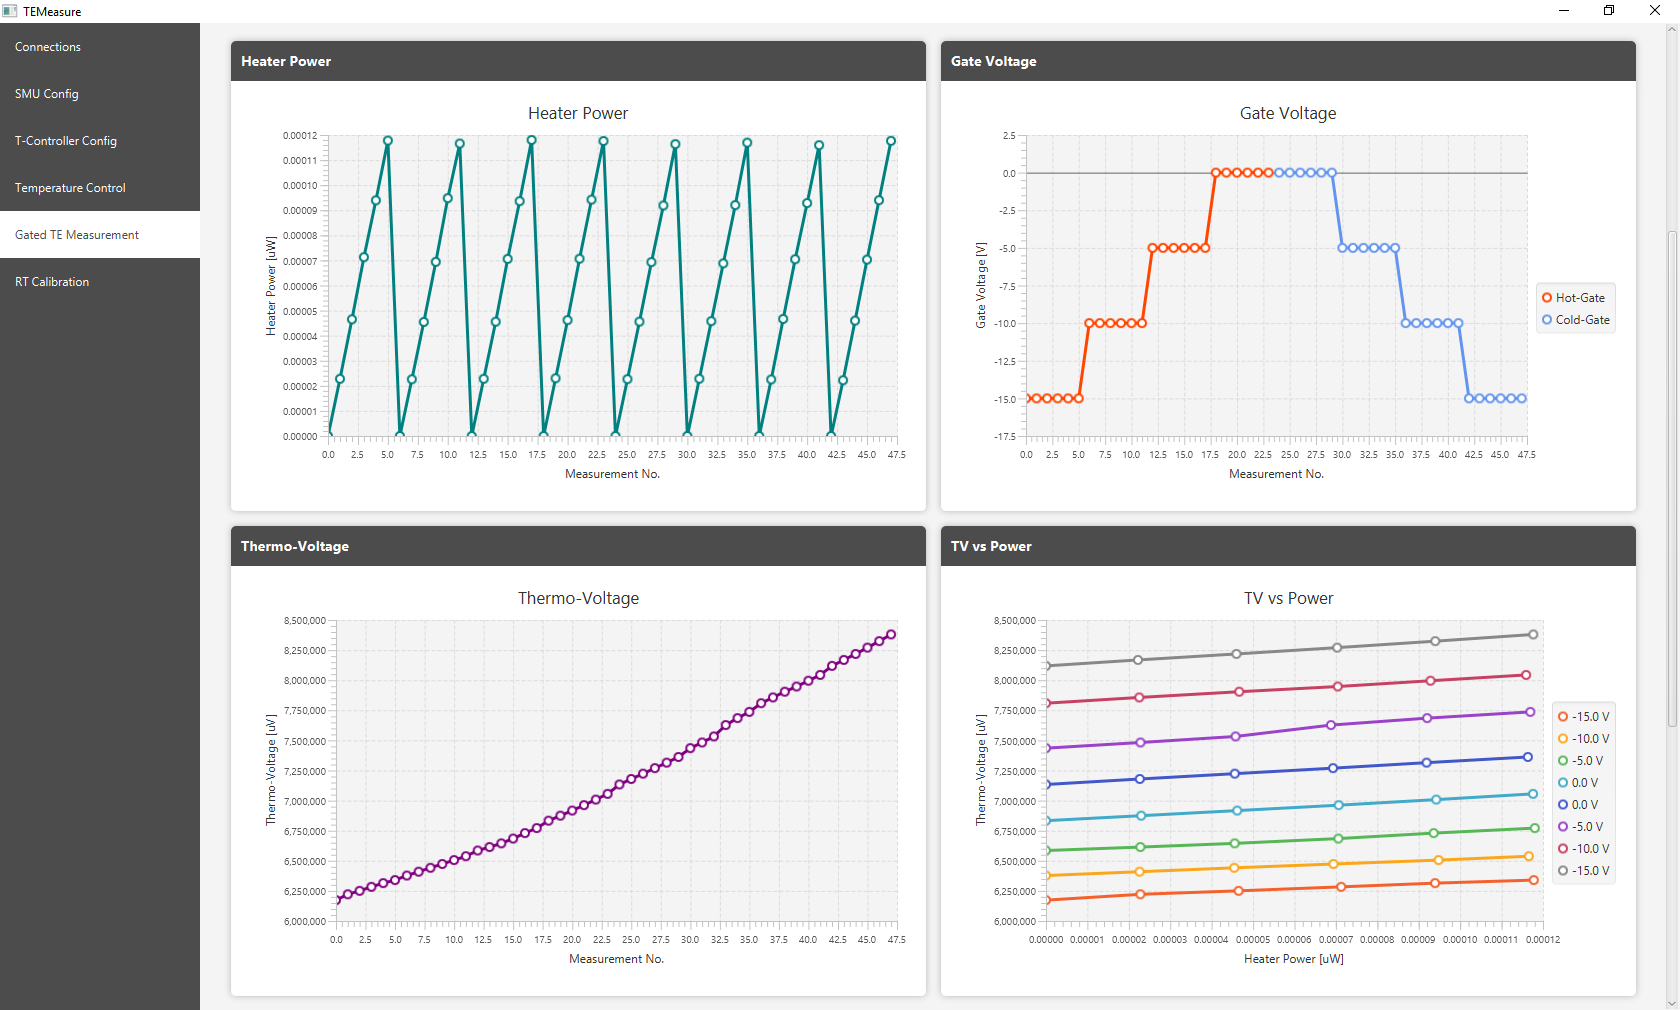 TEMeasure
Connections
SMU Config
T-Controller Config
Temperature Control
Gated TE Measurement
RT Calibration
Heater Power
Heater Power
0.00012
0.00011
0.00010
0.00009
0.00008
0.00007
0.00006
0.00005
0.00004
0.00003
0.00002
0.00001
0.00000
Heater Power [uW]
0.0 2.5 5.0 7.5 10.0 12.5 15.0 17.5 20.0 22.5 25.0 27.5 30.0 32.5 35.0 37.5 40.0 42.5 45.0 47.5
Measurement No.
Gate Voltage
Gate Voltage
2.5
0.0
-2.5
-5.0
-7.5
-10.0
-12.5
-15.0
-17.5
Gate Voltage [V]
0.0 2.5 5.0 7.5 10.0 12.5 15.0 17.5 20.0 22.5 25.0 27.5 30.0 32.5 35.0 37.5 40.0 42.5 45.0 47.5
Measurement No.
Hot-Gate
Cold-Gate
Thermo-Voltage
Thermo-Voltage
8,500,000
8,250,000
8,000,000
7,750,000
7,500,000
7,250,000
7,000,000
6,750,000
6,500,000
6,250,000
6,000,000
Thermo-Voltage [uV]
0.0 2.5 5.0 7.5 10.0 12.5 15.0 17.5 20.0 22.5 25.0 27.5 30.0 32.5 35.0 37.5 40.0 42.5 45.0 47.5
Measurement No.
TV vs Power
TV vs Power
8,500,000
8,250,000
8,000,000
7,750,000
7,500,000
7,250,000
7,000,000
6,750,000
6,500,000
6,250,000
6,000,000
Thermo-Voltage [uV]
0.00000 0.00001 0.00002 0.00003 0.00004 0.00005 0.00006 0.00007 0.00008 0.00009 0.00010 0.00011 0.00012
Heater Power [uW]
-15.0 V
-10.0 V
-5.0 V
0.0 V
0.0 V
-5.0 V
-10.0 V
-15.0 V